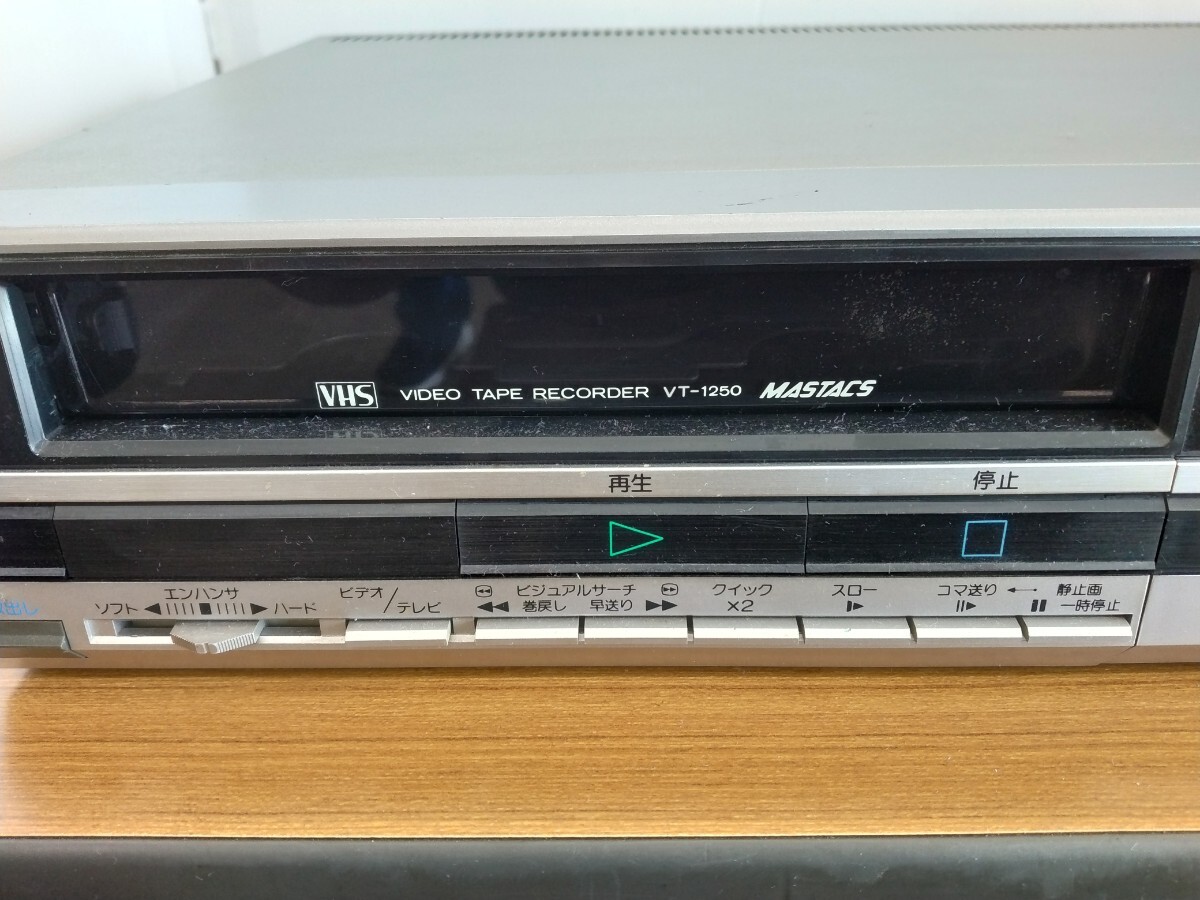 VHS VIDEO TAPE RECORDER VT-1250 MASTACS
再生 停止
エンハンサ ビデオ/テレビ ビジュアルサーチ クイック スロー コマ送り 静止画
ソフト ハード 巻戻し 早送り ×2 一時停止
出し